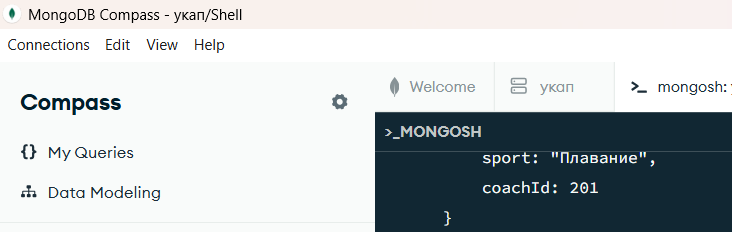 MongoDB Compass - укап/Shell
Connections Edit View Help
Compass
Welcome
укап
mongosh:
>_MONGOSH
My Queries
Data Modeling
sport: "Плавание",
coachId: 201
}